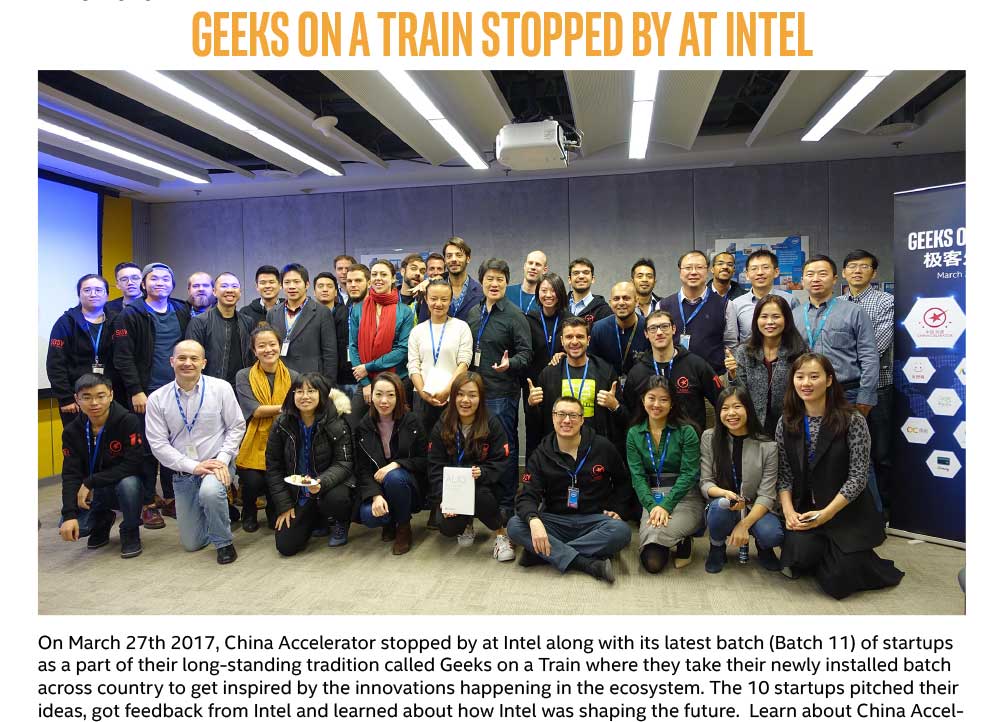 GEEKS ON A TRAIN STOPPED BY AT INTEL
GEEKS O
极客
March
CHINACCELERATOR
On March 27th 2017, China Accelerator stopped by at Intel along with its latest batch (Batch 11) of startups
as a part of their long-standing tradition called Geeks on a Train where they take their newly installed batch
across country to get inspired by the innovations happening in the ecosystem. The 10 startups pitched their
ideas, got feedback from Intel and learned about how Intel was shaping the future. Learn about China Accel-